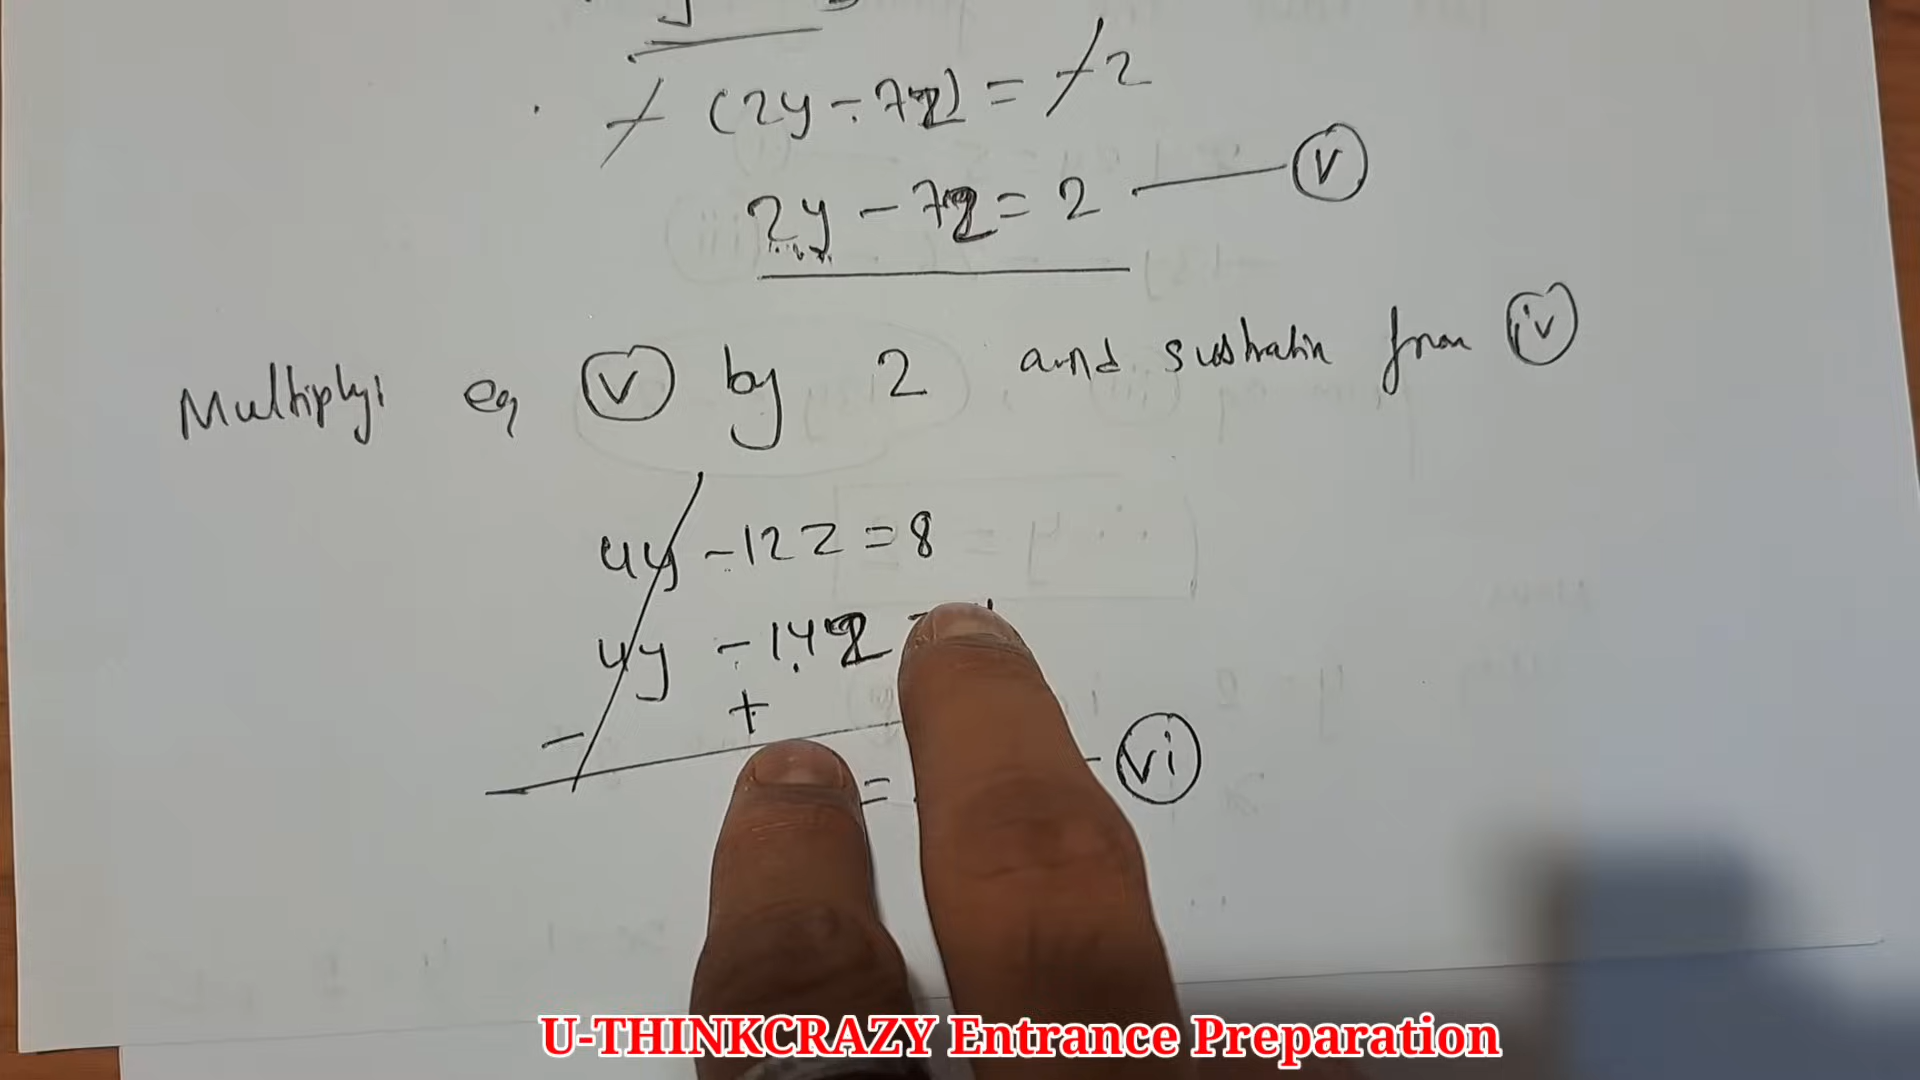 - (2y - 7z) = -2
2y - 7z = 2 — (v)
Multiply eq (v) by 2 and from (iv)
4y - 12z = 8
4y - 14z
- +
= — (vi)
U-THINKCRAZY Entrance Preparation